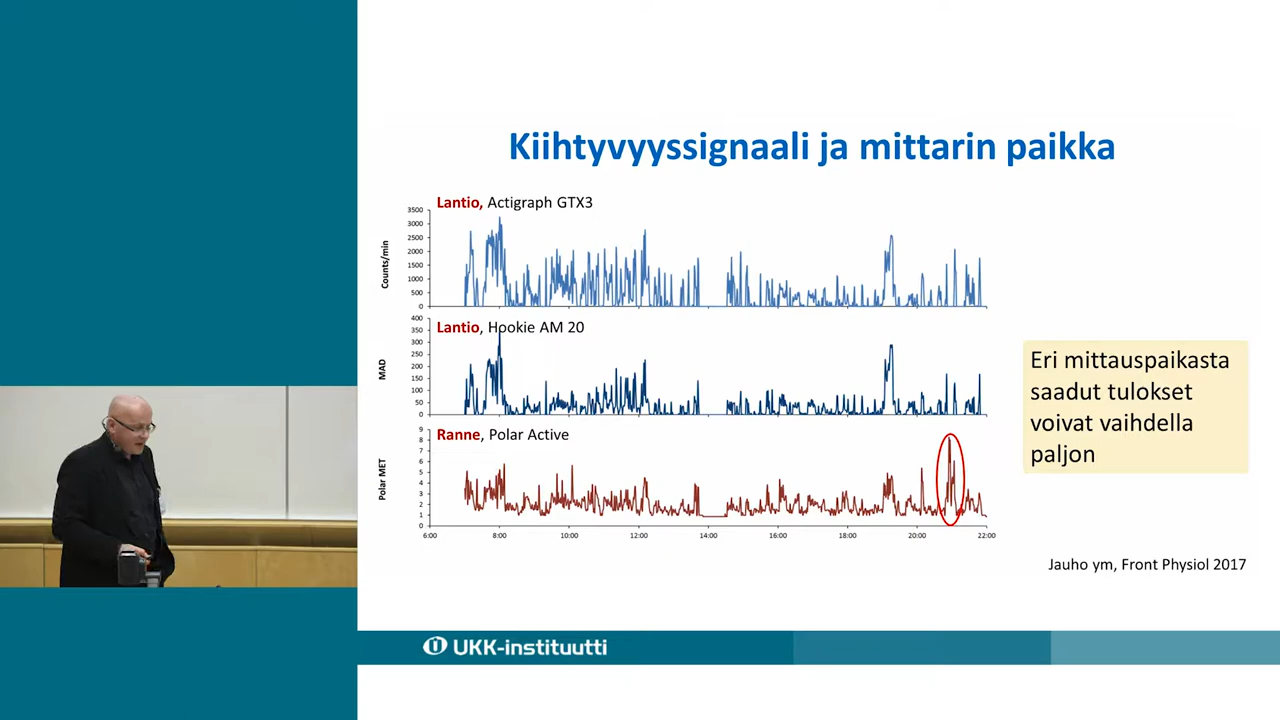 Kiihtyvyyssignaali ja mittarin paikka
Lantio, Actigraph GTX3
Counts/min
3500
3000
2500
2000
1500
1000
500
0
Lantio, Hookie AM 20
MAD
400
350
300
250
200
150
100
50
0
Ranne, Polar Active
Polar MET
9
8
7
6
5
4
3
2
1
0
6:00 8:00 10:00 12:00 14:00 16:00 18:00 20:00 22:00
Eri mittauspaikasta
saadut tulokset
voivat vaihdella
paljon
Jauho ym, Front Physiol 2017
UKK-instituutti